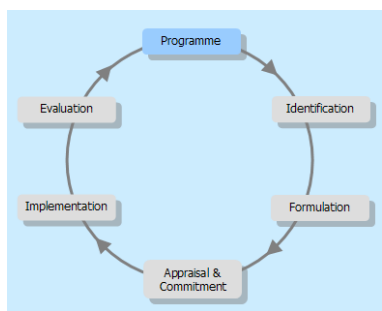 Programme
Identification
Formulation
Appraisal &
Commitment
Implementation
Evaluation